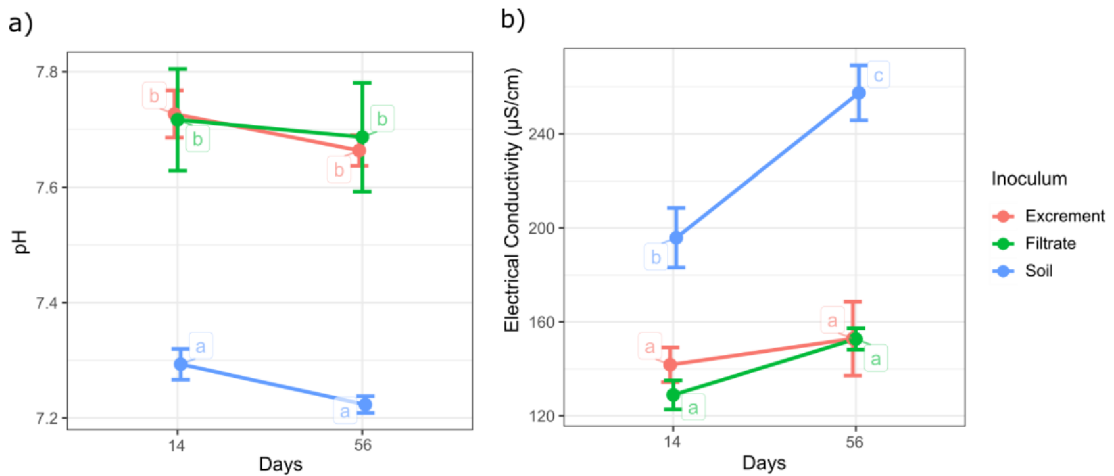 a)
7.8
7.6
7.4
7.2
pH
b
b
b
b
a
a
14
56
Days
b)
240
200
160
120
Electrical Conductivity (µS/cm)
c
b
a
a
a
a
14
56
Days
Inoculum
Excrement
Filtrate
Soil